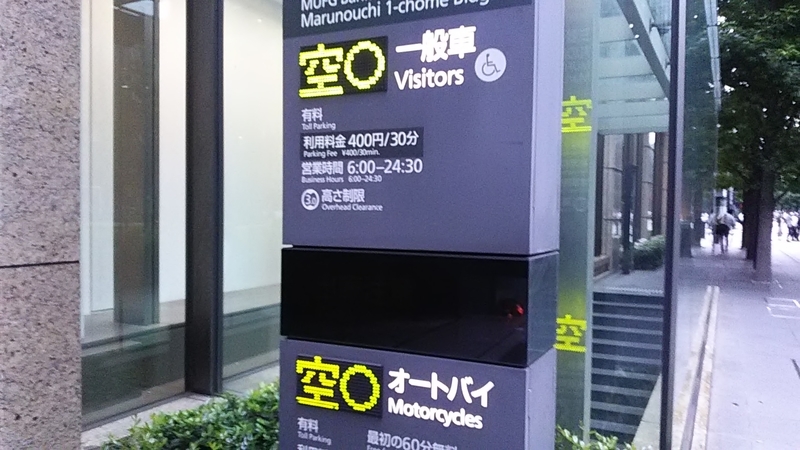 MUFG Ban
Marunouchi 1-chome Bldg
空○ 一般車
Visitors
有料
Toll Parking
利用料金 400円/30分
Parking Fee ¥400/30min.
営業時間 6:00–24:30
Business Hours 6:00–24:30
高さ制限
Overhead Clearance
空○ オートバイ
Motorcycles
有料
Toll Parking
最初の60分無料
空
空